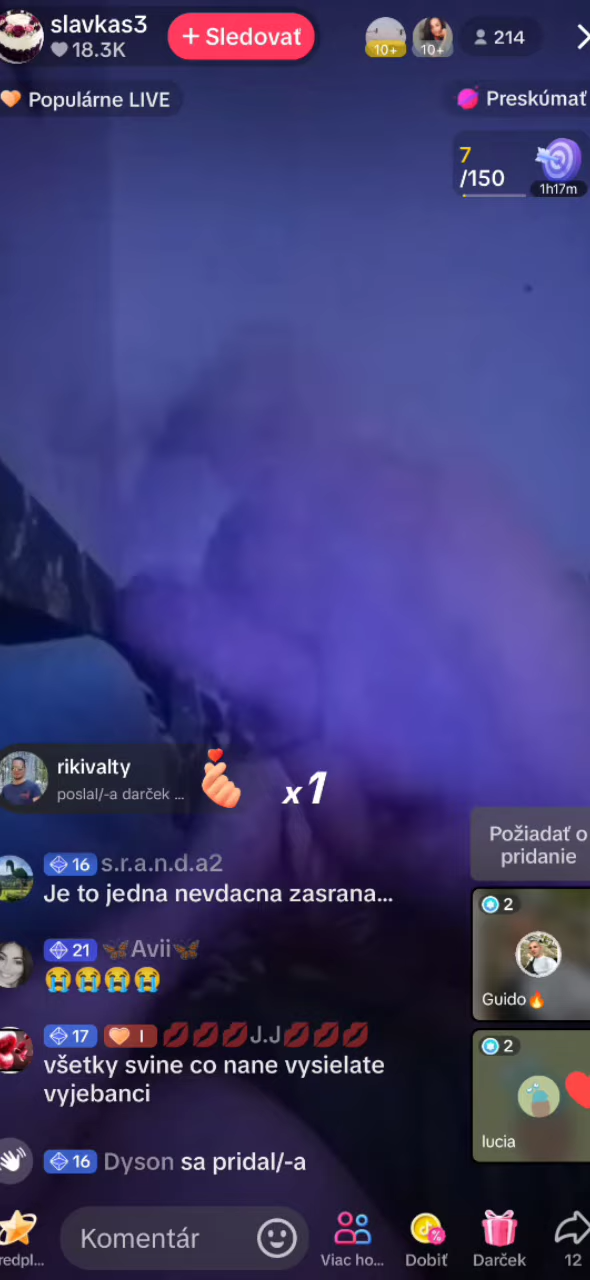 slavkas3
18.3K
+ Sledovať
10+
10+
214
Populárne LIVE
Preskúmať
7
/150
1h17m
rikivalty
poslal/-a darček ...
x1
Požiadať o
pridanie
16 s.r.a.n.d.a2
Je to jedna nevdacna zasrana...
2
21 Avii
Guido
17 I J.J
všetky svine co nane vysielate
vyjebanci
2
lucia
16 Dyson sa pridal/-a
redpl...
Komentár
Viac ho...
Dobiť
Darček
12